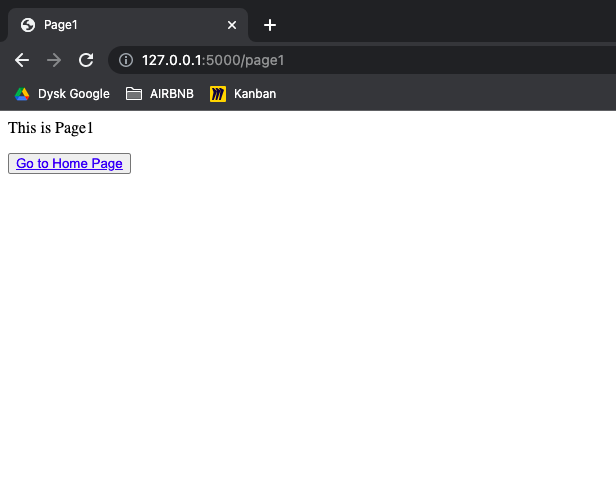 Page1
127.0.0.1:5000/page1
Dysk Google AIRBNB Kanban
This is Page1
Go to Home Page